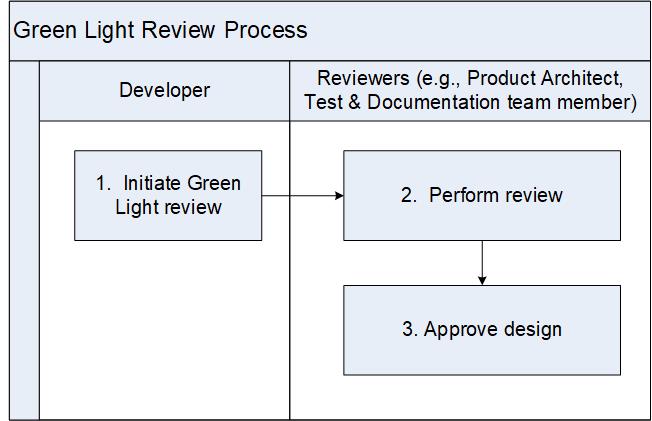 Green Light Review Process
Developer
Reviewers (e.g., Product Architect,
Test & Documentation team member)
1. Initiate Green
Light review
2. Perform review
3. Approve design